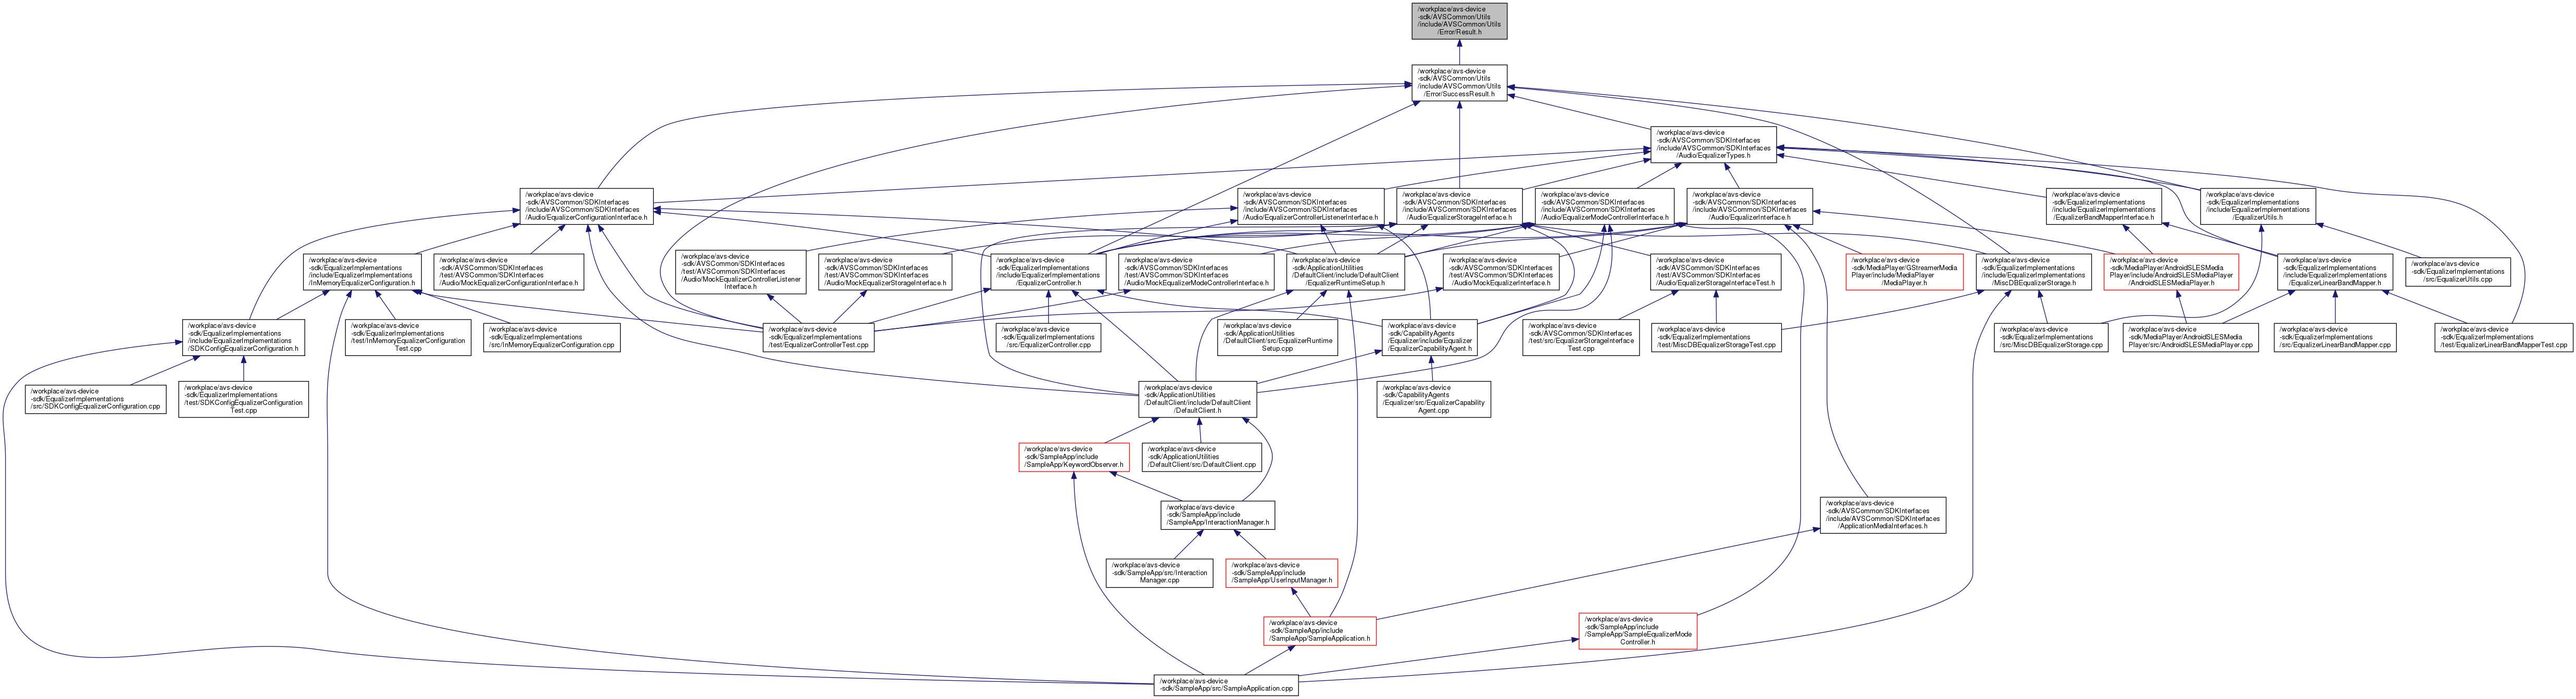 /workplace/avs-device
-sdk/AVSCommon/Utils
/include/AVSCommon/Utils
/Error/Result.h
/workplace/avs-device
-sdk/AVSCommon/Utils
/include/AVSCommon/Utils
/Error/SuccessResult.h
/workplace/avs-device
-sdk/AVSCommon/SDKInterfaces
/include/AVSCommon/SDKInterfaces
/Audio/EqualizerTypes.h
/workplace/avs-device
-sdk/AVSCommon/SDKInterfaces
/include/AVSCommon/SDKInterfaces
/Audio/EqualizerConfigurationInterface.h
/workplace/avs-device
-sdk/AVSCommon/SDKInterfaces
/include/AVSCommon/SDKInterfaces
/Audio/EqualizerControllerListenerInterface.h
/workplace/avs-device
-sdk/AVSCommon/SDKInterfaces
/include/AVSCommon/SDKInterfaces
/Audio/EqualizerStorageInterface.h
/workplace/avs-device
-sdk/AVSCommon/SDKInterfaces
/include/AVSCommon/SDKInterfaces
/Audio/EqualizerModeControllerInterface.h
/workplace/avs-device
-sdk/AVSCommon/SDKInterfaces
/include/AVSCommon/SDKInterfaces
/Audio/EqualizerInterface.h
/workplace/avs-device
-sdk/EqualizerImplementations
/include/EqualizerImplementations
/EqualizerBandMapperInterface.h
/workplace/avs-device
-sdk/EqualizerImplementations
/include/EqualizerImplementations
/EqualizerUtils.h
/workplace/avs-device
-sdk/EqualizerImplementations
/include/EqualizerImplementations
/InMemoryEqualizerConfiguration.h
/workplace/avs-device
-sdk/AVSCommon/SDKInterfaces
/test/AVSCommon/SDKInterfaces
/Audio/MockEqualizerConfigurationInterface.h
/workplace/avs-device
-sdk/AVSCommon/SDKInterfaces
/test/AVSCommon/SDKInterfaces
/Audio/MockEqualizerControllerListener
Interface.h
/workplace/avs-device
-sdk/AVSCommon/SDKInterfaces
/test/AVSCommon/SDKInterfaces
/Audio/MockEqualizerStorageInterface.h
/workplace/avs-device
-sdk/EqualizerImplementations
/include/EqualizerImplementations
/EqualizerController.h
/workplace/avs-device
-sdk/AVSCommon/SDKInterfaces
/test/AVSCommon/SDKInterfaces
/Audio/MockEqualizerModeControllerInterface.h
/workplace/avs-device
-sdk/ApplicationUtilities
/DefaultClient/include/DefaultClient
/EqualizerRuntimeSetup.h
/workplace/avs-device
-sdk/AVSCommon/SDKInterfaces
/test/AVSCommon/SDKInterfaces
/Audio/MockEqualizerInterface.h
/workplace/avs-device
-sdk/AVSCommon/SDKInterfaces
/test/AVSCommon/SDKInterfaces
/Audio/EqualizerStorageInterfaceTest.h
/workplace/avs-device
-sdk/MediaPlayer/GStreamerMedia
Player/include/MediaPlayer
/MediaPlayer.h
/workplace/avs-device
-sdk/EqualizerImplementations
/include/EqualizerImplementations
/MiscDBEqualizerStorage.h
/workplace/avs-device
-sdk/MediaPlayer/AndroidSLESMedia
Player/include/AndroidSLESMediaPlayer
/AndroidSLESMediaPlayer.h
/workplace/avs-device
-sdk/EqualizerImplementations
/include/EqualizerImplementations
/EqualizerLinearBandMapper.h
/workplace/avs-device
-sdk/EqualizerImplementations
/src/EqualizerUtils.cpp
/workplace/avs-device
-sdk/EqualizerImplementations
/include/EqualizerImplementations
/SDKConfigEqualizerConfiguration.h
/workplace/avs-device
-sdk/EqualizerImplementations
/test/InMemoryEqualizerConfiguration
Test.cpp
/workplace/avs-device
-sdk/EqualizerImplementations
/src/InMemoryEqualizerConfiguration.cpp
/workplace/avs-device
-sdk/EqualizerImplementations
/test/EqualizerControllerTest.cpp
/workplace/avs-device
-sdk/EqualizerImplementations
/src/EqualizerController.cpp
/workplace/avs-device
-sdk/ApplicationUtilities
/DefaultClient/src/EqualizerRuntime
Setup.cpp
/workplace/avs-device
-sdk/CapabilityAgents
/Equalizer/include/Equalizer
/EqualizerCapabilityAgent.h
/workplace/avs-device
-sdk/AVSCommon/SDKInterfaces
/test/src/EqualizerStorageInterface
Test.cpp
/workplace/avs-device
-sdk/EqualizerImplementations
/test/MiscDBEqualizerStorageTest.cpp
/workplace/avs-device
-sdk/EqualizerImplementations
/src/MiscDBEqualizerStorage.cpp
/workplace/avs-device
-sdk/MediaPlayer/AndroidSLESMedia
Player/src/AndroidSLESMediaPlayer.cpp
/workplace/avs-device
-sdk/EqualizerImplementations
/src/EqualizerLinearBandMapper.cpp
/workplace/avs-device
-sdk/EqualizerImplementations
/test/EqualizerLinearBandMapperTest.cpp
/workplace/avs-device
-sdk/EqualizerImplementations
/src/SDKConfigEqualizerConfiguration.cpp
/workplace/avs-device
-sdk/EqualizerImplementations
/test/SDKConfigEqualizerConfiguration
Test.cpp
/workplace/avs-device
-sdk/ApplicationUtilities
/DefaultClient/include/DefaultClient
/DefaultClient.h
/workplace/avs-device
-sdk/CapabilityAgents
/Equalizer/src/EqualizerCapability
Agent.cpp
/workplace/avs-device
-sdk/SampleApp/include
/SampleApp/KeywordObserver.h
/workplace/avs-device
-sdk/ApplicationUtilities
/DefaultClient/src/DefaultClient.cpp
/workplace/avs-device
-sdk/SampleApp/include
/SampleApp/InteractionManager.h
/workplace/avs-device
-sdk/AVSCommon/SDKInterfaces
/include/AVSCommon/SDKInterfaces
/ApplicationMediaInterfaces.h
/workplace/avs-device
-sdk/SampleApp/src/Interaction
Manager.cpp
/workplace/avs-device
-sdk/SampleApp/include
/SampleApp/UserInputManager.h
/workplace/avs-device
-sdk/SampleApp/include
/SampleApp/SampleApplication.h
/workplace/avs-device
-sdk/SampleApp/include
/SampleApp/SampleEqualizerMode
Controller.h
/workplace/avs-device
-sdk/SampleApp/src/SampleApplication.cpp